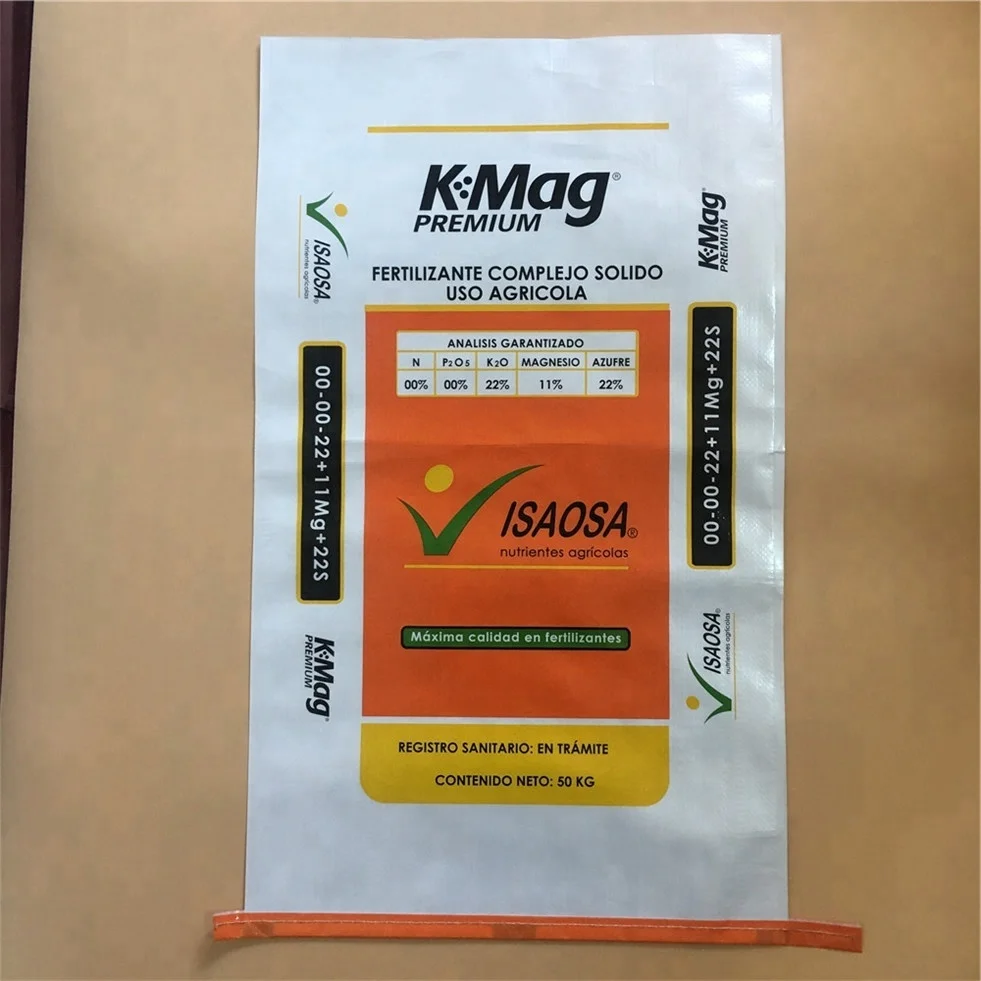 K-Mag®
PREMIUM
FERTILIZANTE COMPLEJO SOLIDO
USO AGRICOLA
ANALISIS GARANTIZADO
N P2O5 K2O MAGNESIO AZUFRE
00% 00% 22% 11% 22%
ISAOSA®
nutrientes agrícolas
Máxima calidad en fertilizantes
REGISTRO SANITARIO: EN TRÁMITE
CONTENIDO NETO: 50 KG
ISAOSA®
nutrientes agrícolas
00-00-22+11Mg+22S
K-Mag®
PREMIUM
K-Mag®
PREMIUM
00-00-22+11Mg+22S
ISAOSA®
nutrientes agrícolas